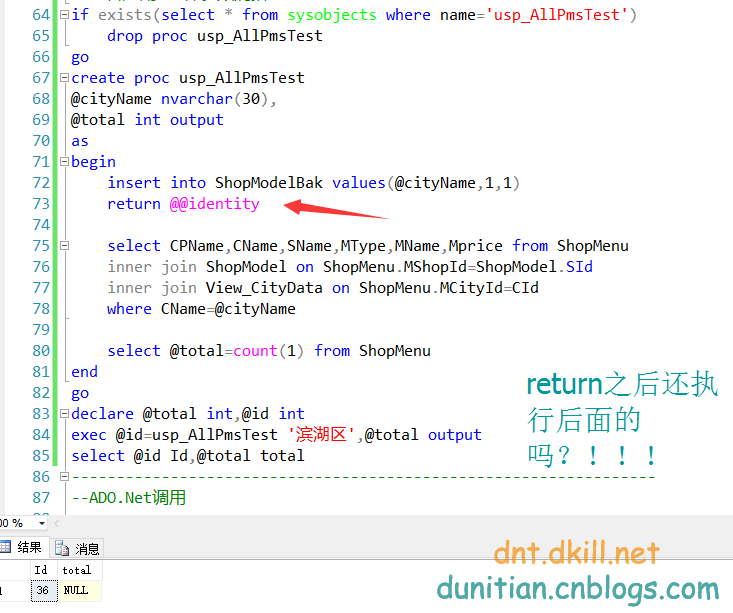 64 if exists(select * from sysobjects where name='usp_AllPmsTest')
65 drop proc usp_AllPmsTest
66 go
67 create proc usp_AllPmsTest
68 @cityName nvarchar(30),
69 @total int output
70 as
71 begin
72 insert into ShopModelBak values(@cityName,1,1)
73 return @@identity
74
75 select CPName,CName,SName,MType,MName,Mprice from ShopMenu
76 inner join ShopModel on ShopMenu.MShopId=ShopModel.SId
77 inner join View_CityData on ShopMenu.MCityId=CId
78 where CName=@cityName
79
80 select @total=count(1) from ShopMenu
81 end
82 go
83 declare @total int,@id int
84 exec @id=usp_AllPmsTest '滨湖区',@total output
85 select @id Id,@total total
86 ----------------------------------------------------------------
87 --ADO.Net调用
return之后还执
行后面的
吗？！！！
00 %
结果 消息
Id total
36 NULL
dnt.dkill.net
dunitian.cnblogs.com